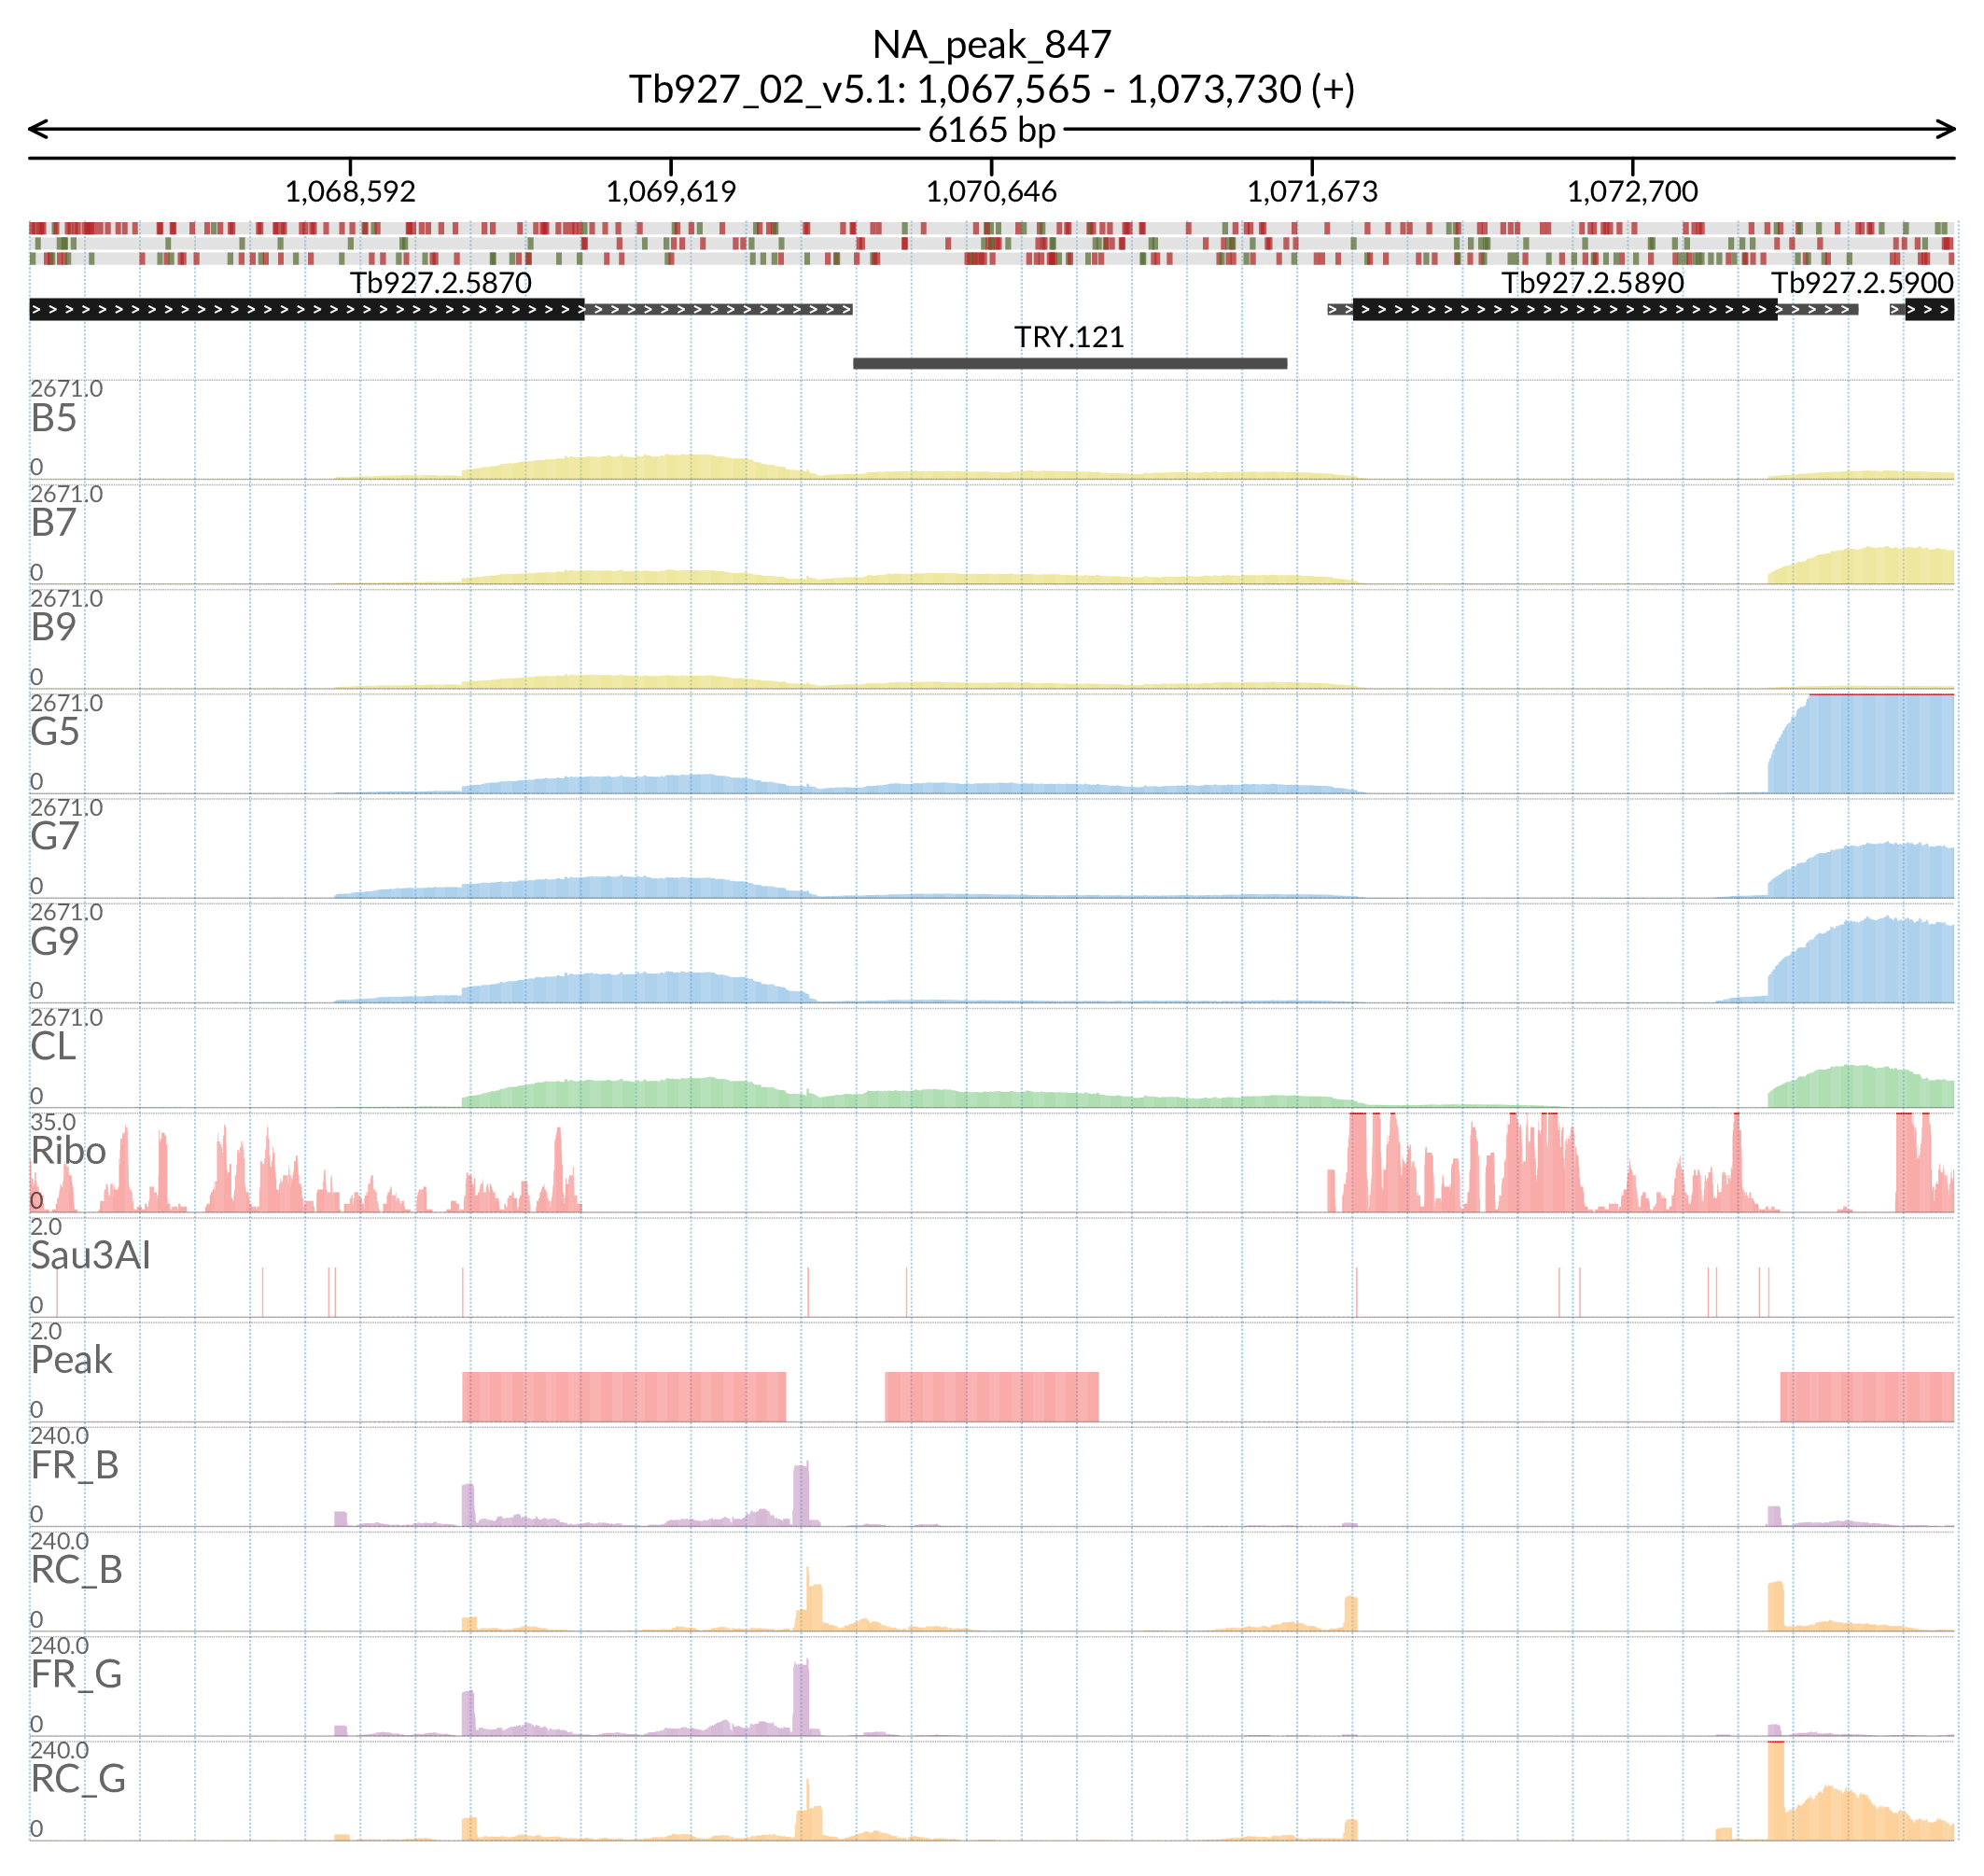 NA_peak_847
Tb927_02_v5.1: 1,067,565 - 1,073,730 (+)
6165 bp
1,068,592 1,069,619 1,070,646 1,071,673 1,072,700
Tb927.2.5870 Tb927.2.5890 Tb927.2.5900
TRY.121
2671.0
B5
0
2671.0
B7
0
2671.0
B9
0
2671.0
G5
0
2671.0
G7
0
2671.0
G9
0
2671.0
CL
0
35.0
Ribo
0
2.0
Sau3AI
0
2.0
Peak
0
240.0
FR_B
0
240.0
RC_B
0
240.0
FR_G
0
240.0
RC_G
0